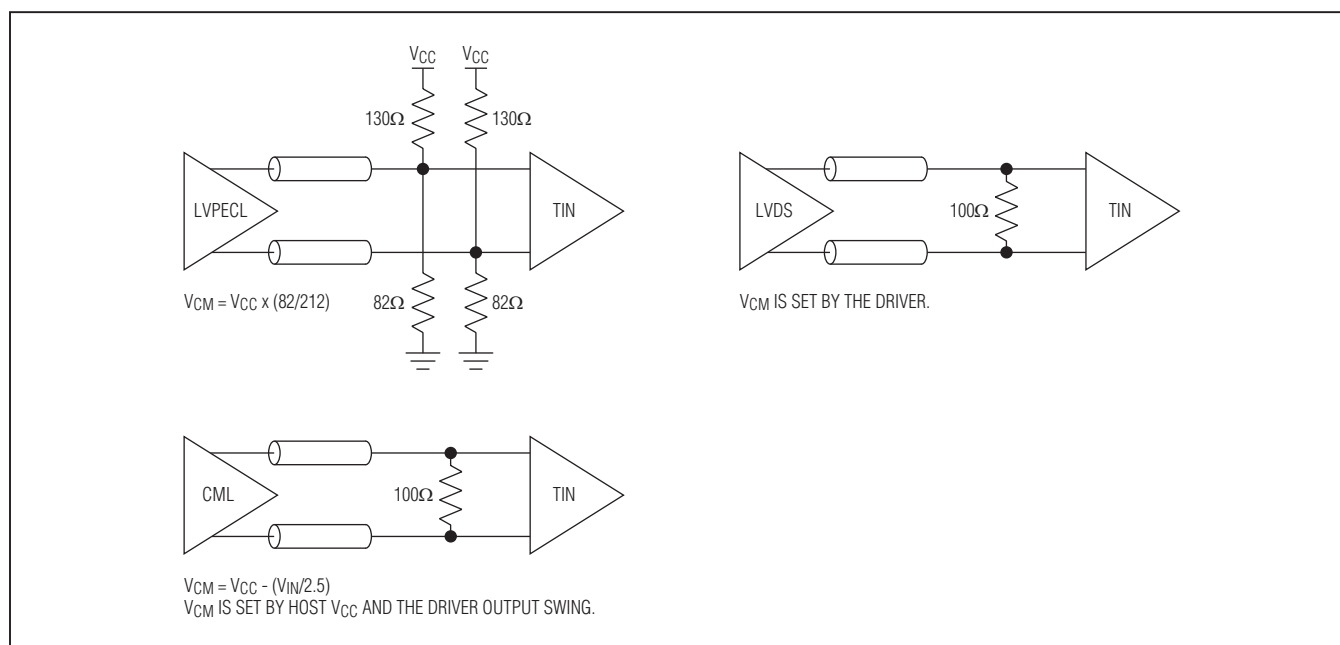 VCC VCC
130Ω 130Ω
LVPECL TIN
82Ω 82Ω
VCM = VCC x (82/212)
LVDS 100Ω TIN
VCM IS SET BY THE DRIVER.
CML 100Ω TIN
VCM = VCC - (VIN/2.5)
VCM IS SET BY HOST VCC AND THE DRIVER OUTPUT SWING.